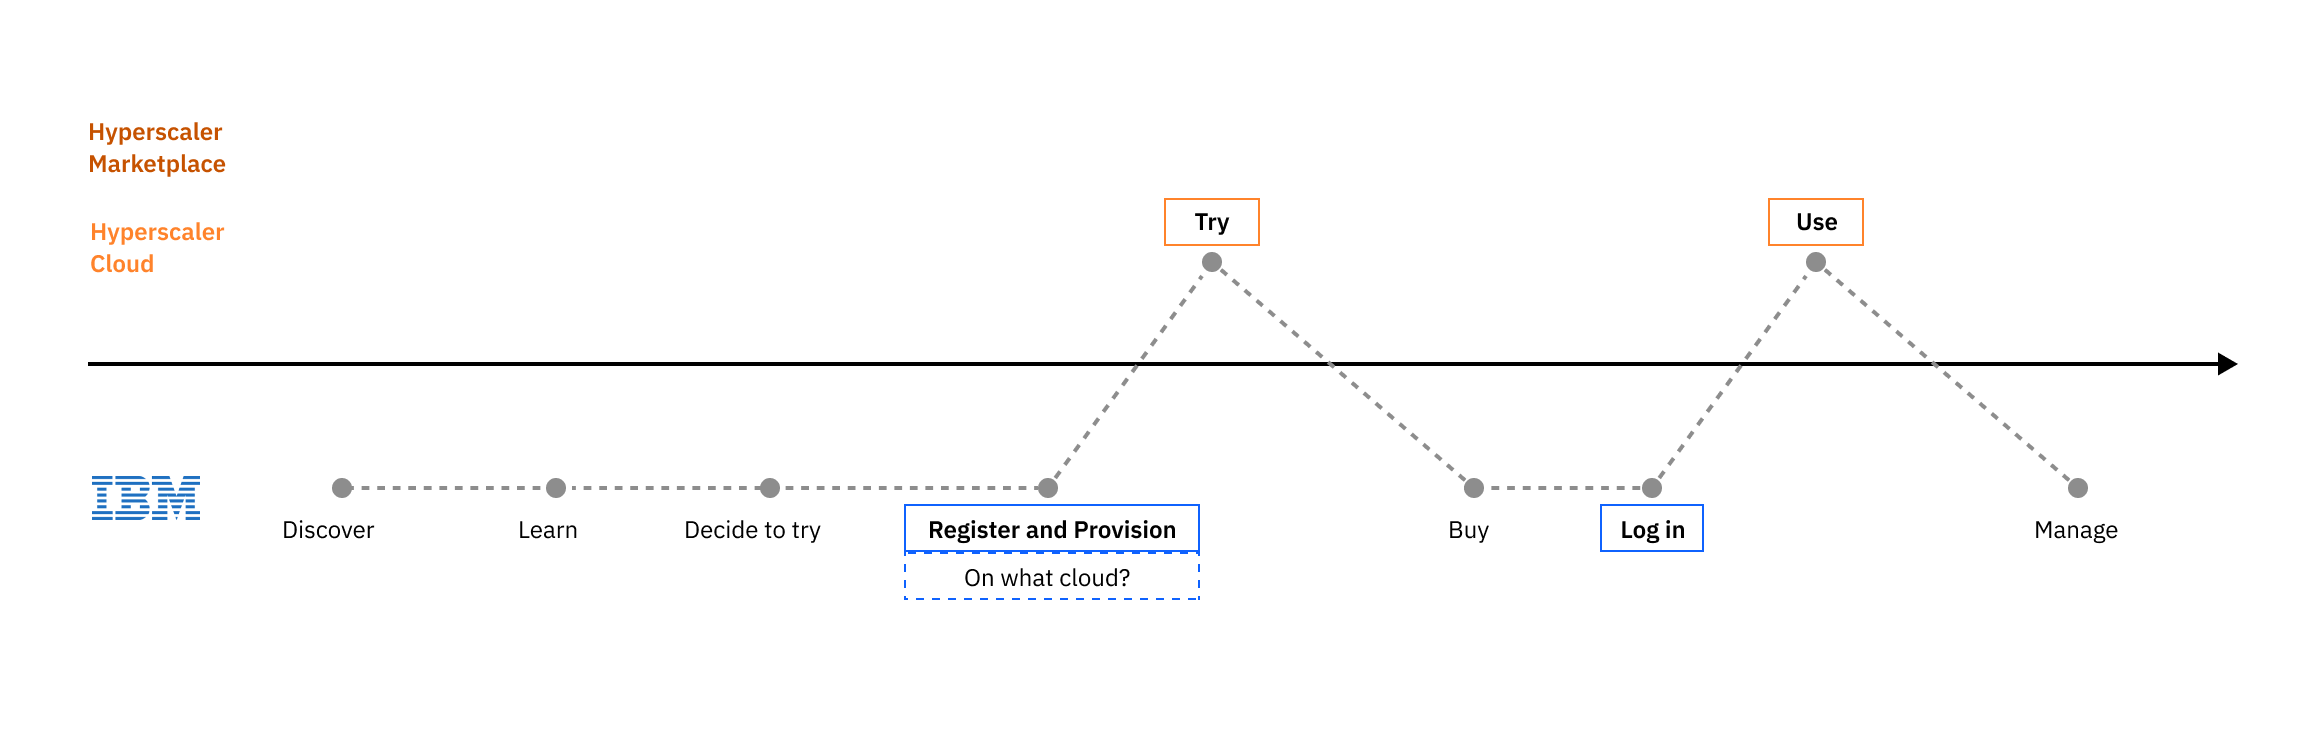 Hyperscaler
Marketplace
Hyperscaler
Cloud
Try
Use
IBM
Discover
Learn
Decide to try
Register and Provision
On what cloud?
Buy
Log in
Manage